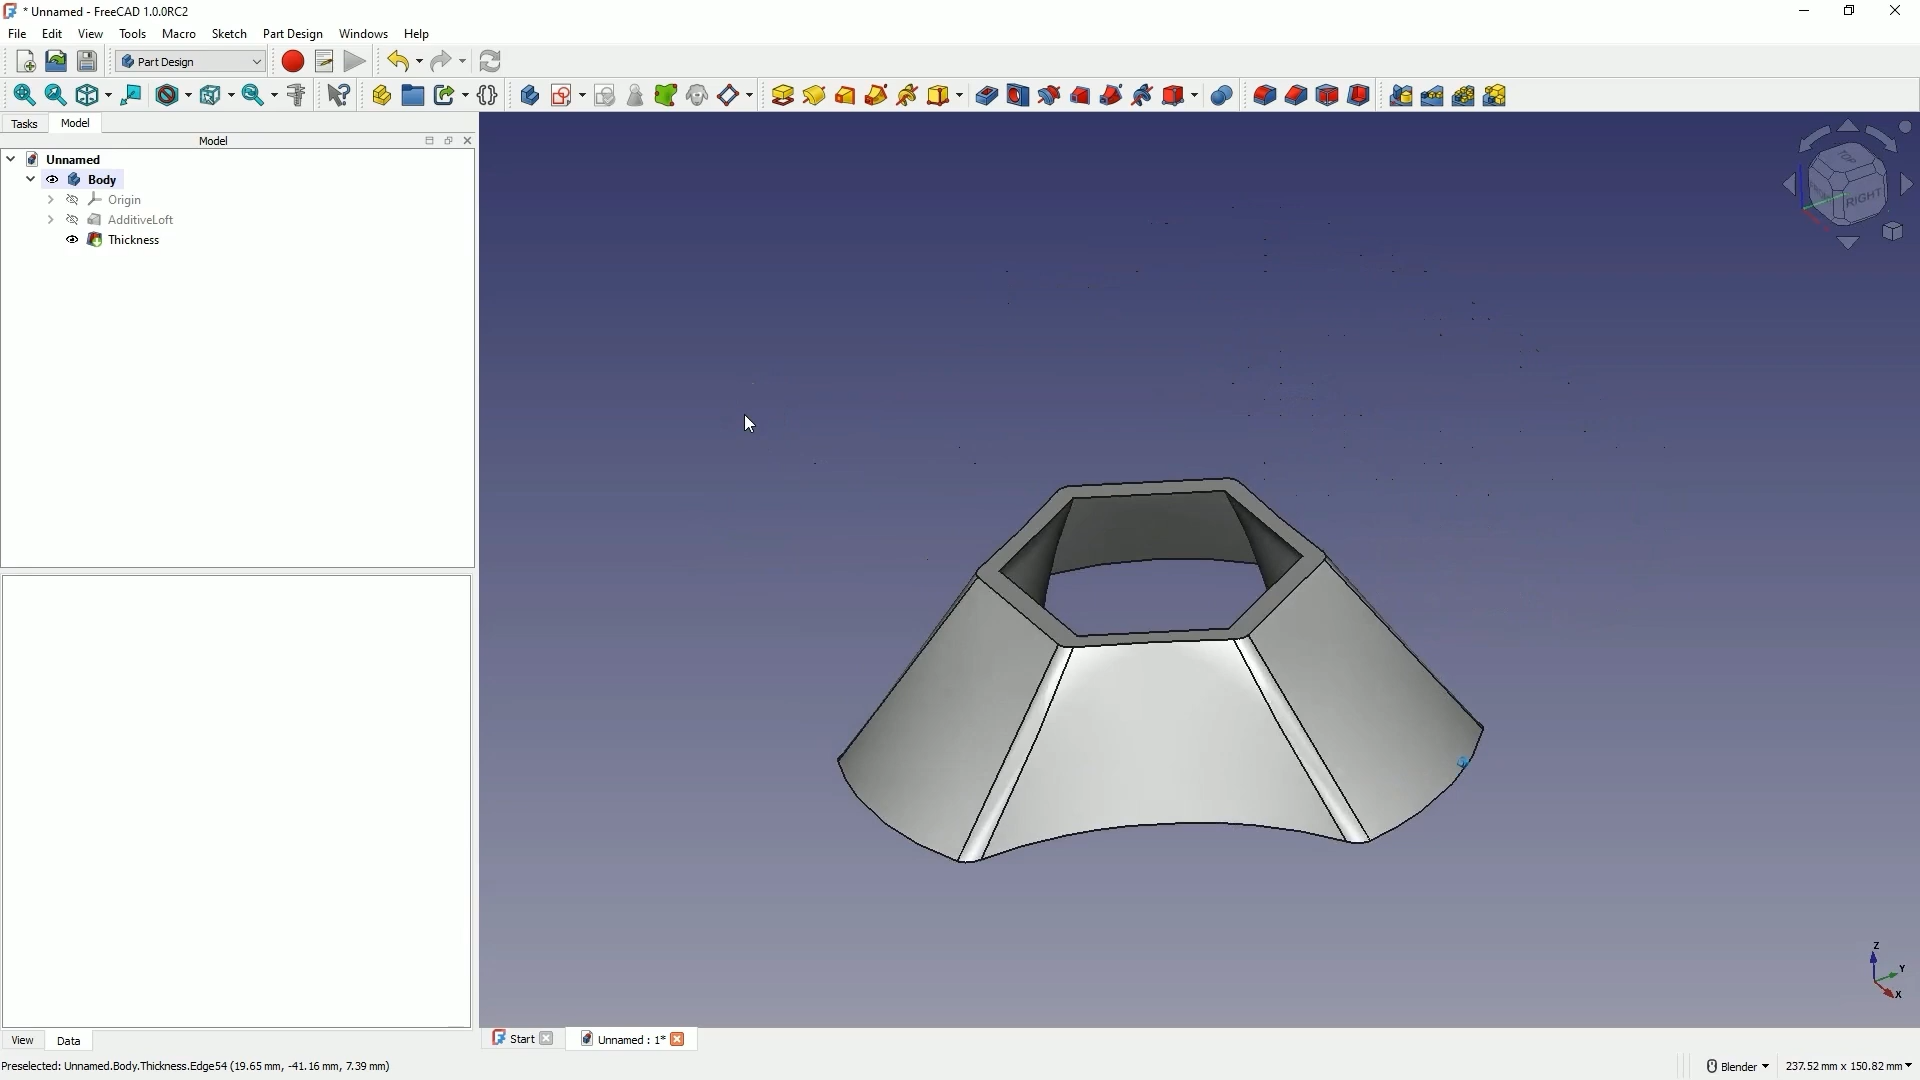 * Unnamed - FreeCAD 1.0.0RC2
File Edit View Tools Macro Sketch Part Design Windows Help
Part Design
Tasks Model
Model
Unnamed
Body
Origin
AdditiveLoft
Thickness
TOP
RIGHT
Z
Y
X
View Data
Start Unnamed : 1*
Preselected: Unnamed.Body.Thickness.Edge54 (19.65 mm, -41.16 mm, 7.39 mm)
Blender 237.52 mm x 150.82 mm